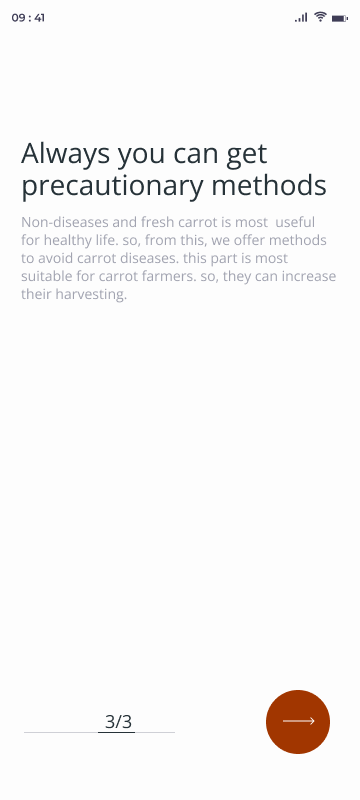 09 : 41
Always you can get
precautionary methods
Non-diseases and fresh carrot is most  useful
for healthy life. so, from this, we offer methods
to avoid carrot diseases. this part is most
suitable for carrot farmers. so, they can increase
their harvesting.
3/3